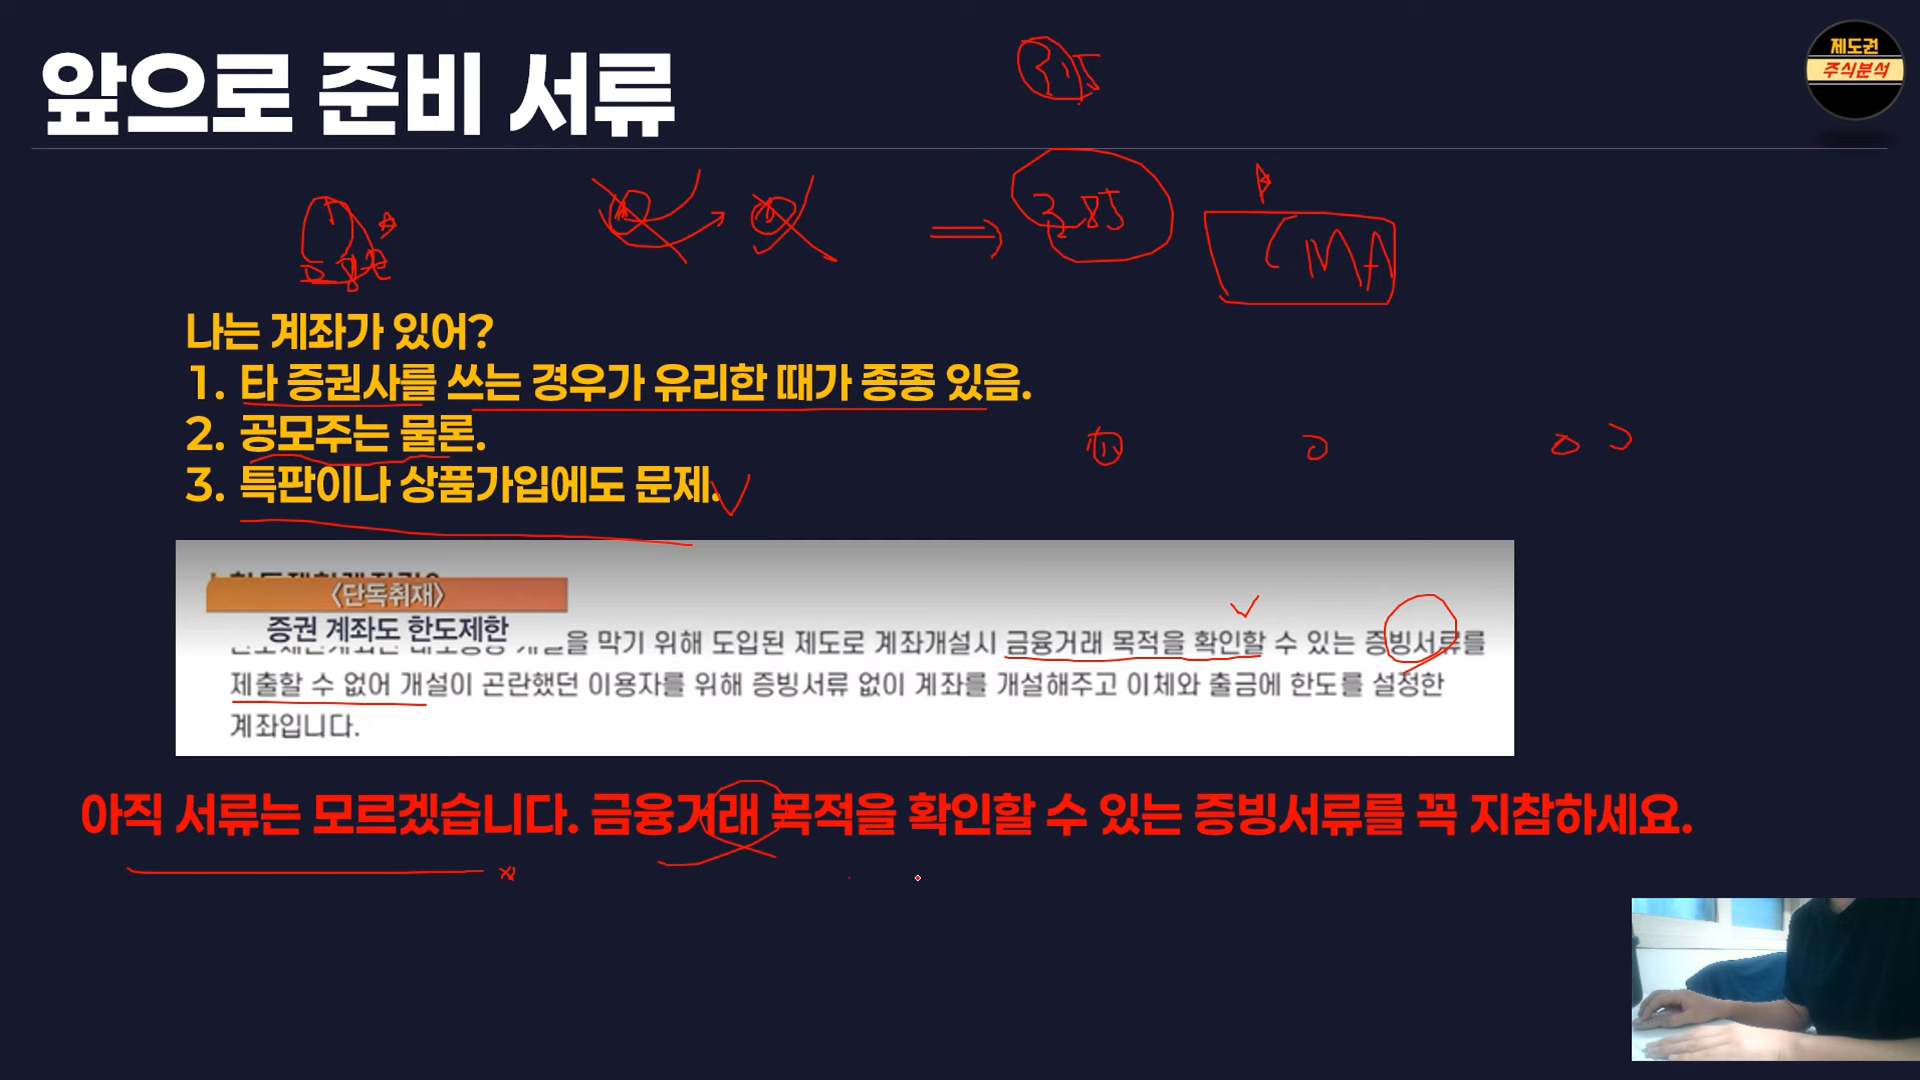 앞으로 준비 서류
제도권
주식분석
3.15
3.85
CMA
나는 계좌가 있어?
1. 타 증권사를 쓰는 경우가 유리한 때가 종종 있음.
2. 공모주는 물론.
3. 특판이나 상품가입에도 문제.
〈단독취재〉
증권 계좌도 한도제한
을 막기 위해 도입된 제도로 계좌개설시 금융거래 목적을 확인할 수 있는 증빙서류를
제출할 수 없어 개설이 곤란했던 이용자를 위해 증빙서류 없이 계좌를 개설해주고 이체와 출금에 한도를 설정한
계좌입니다.
아직 서류는 모르겠습니다. 금융거래 목적을 확인할 수 있는 증빙서류를 꼭 지참하세요.